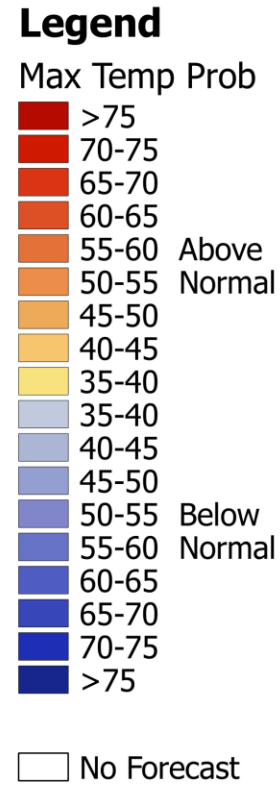 Legend
Max Temp Prob
>75
70-75
65-70
60-65
55-60 Above
50-55 Normal
45-50
40-45
35-40
35-40
40-45
45-50
50-55 Below
55-60 Normal
60-65
65-70
70-75
>75
No Forecast